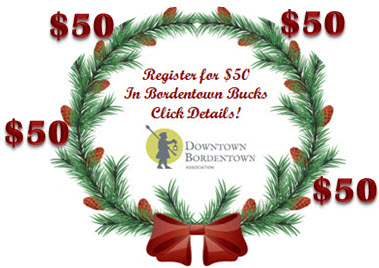 $50
$50
Register for $50
In Bordentown Bucks
Click Details!
$50
DOWNTOWN
BORDENTOWN
ASSOCIATION
$50